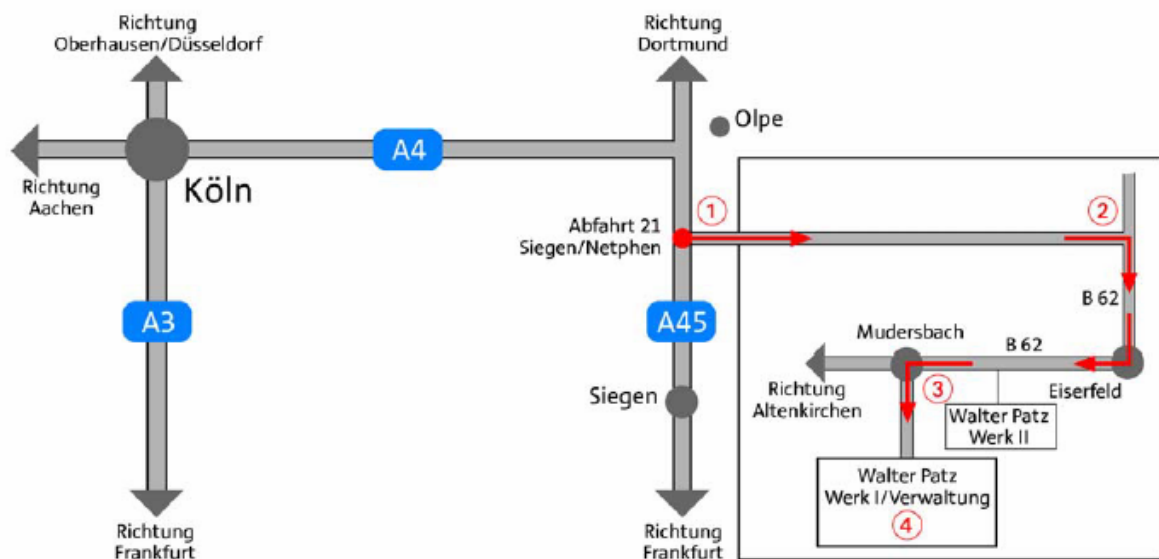 Richtung
Oberhausen/Düsseldorf
Richtung
Dortmund
Olpe
A4
Köln
Richtung
Aachen
1
2
Abfahrt 21
Siegen/Netphen
B 62
A3
A45
Mudersbach
B 62
Siegen
Richtung
Altenkirchen
3
Eiserfeld
Walter Patz
Werk II
Walter Patz
Werk I/Verwaltung
4
Richtung
Frankfurt
Richtung
Frankfurt